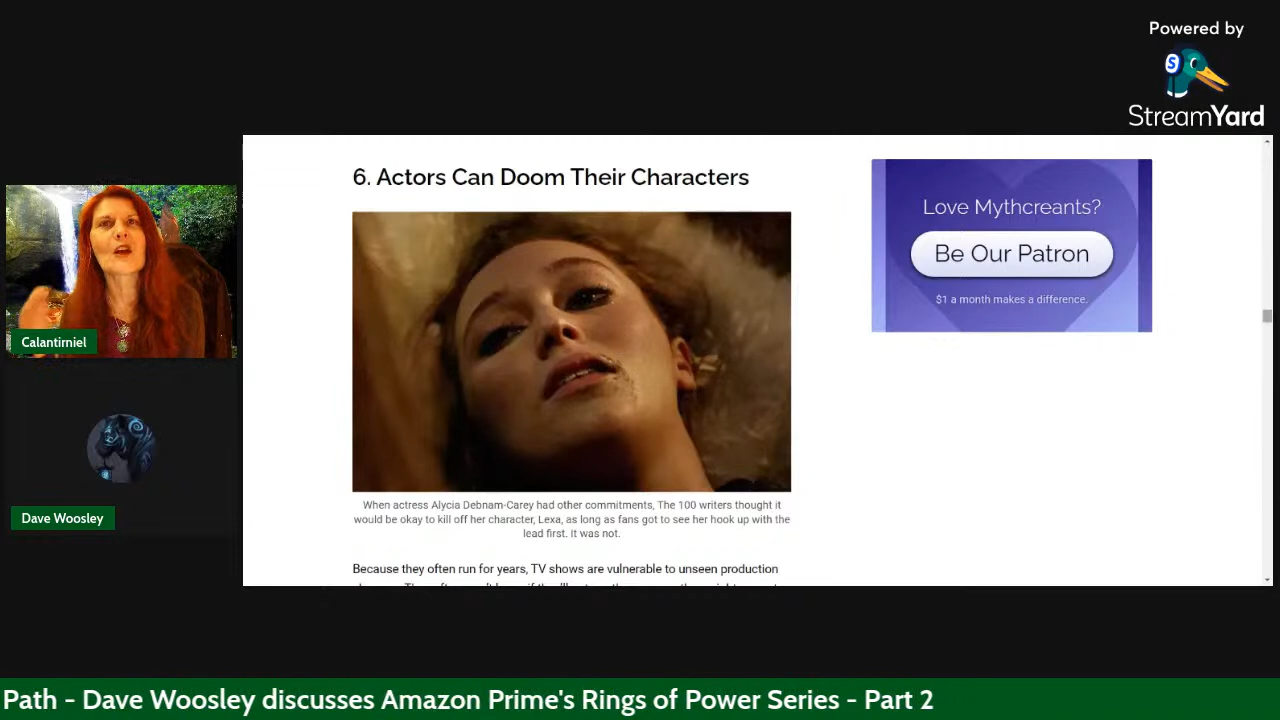 Powered by
S
StreamYard
6. Actors Can Doom Their Characters
Love Mythcreants?
Be Our Patron
$1 a month makes a difference.
Calantirniel
Dave Woosley
When actress Alycia Debnam-Carey had other commitments, The 100 writers thought it
would be okay to kill off her character, Lexa, as long as fans got to see her hook up with the
lead first. It was not.
Because they often run for years, TV shows are vulnerable to unseen production
Path - Dave Woosley discusses Amazon Prime's Rings of Power Series - Part 2